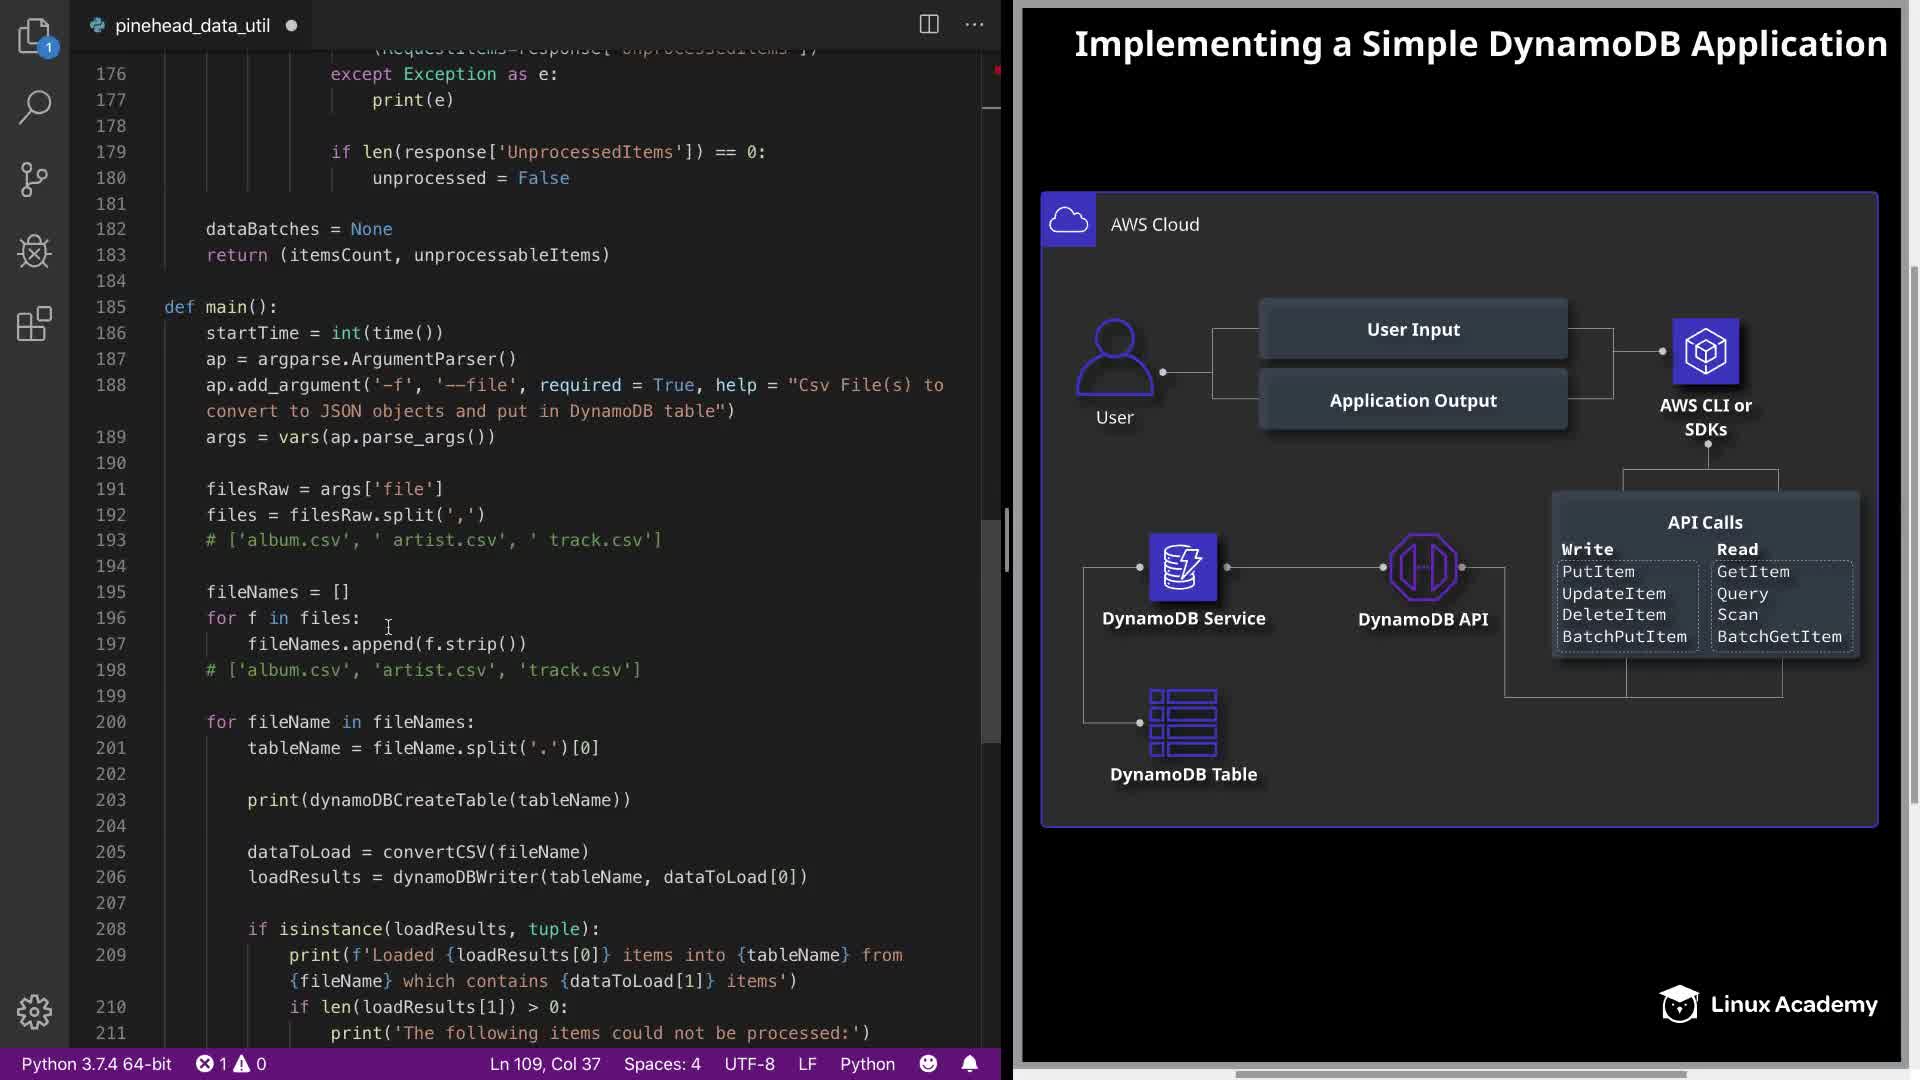 pinehead_data_util
1
(RequestItems=response['UnprocessedItems'])
176 except Exception as e:
177 print(e)
178
179 if len(response['UnprocessedItems']) == 0:
180 unprocessed = False
181
182 dataBatches = None
183 return (itemsCount, unprocessableItems)
184
185 def main():
186 startTime = int(time())
187 ap = argparse.ArgumentParser()
188 ap.add_argument('-f', '--file', required = True, help = "Csv File(s) to
convert to JSON objects and put in DynamoDB table")
189 args = vars(ap.parse_args())
190
191 filesRaw = args['file']
192 files = filesRaw.split(',')
193 # ['album.csv', ' artist.csv', ' track.csv']
194
195 fileNames = []
196 for f in files:
197 fileNames.append(f.strip())
198 # ['album.csv', 'artist.csv', 'track.csv']
199
200 for fileName in fileNames:
201 tableName = fileName.split('.')[0]
202
203 print(dynamoDBCreateTable(tableName))
204
205 dataToLoad = convertCSV(fileName)
206 loadResults = dynamoDBWriter(tableName, dataToLoad[0])
207
208 if isinstance(loadResults, tuple):
209 print(f'Loaded {loadResults[0]} items into {tableName} from
{fileName} which contains {dataToLoad[1]} items')
210 if len(loadResults[1]) > 0:
211 print('The following items could not be processed:')
Python 3.7.4 64-bit 1 0 Ln 109, Col 37 Spaces: 4 UTF-8 LF Python
Implementing a Simple DynamoDB Application
AWS Cloud
User Input
Application Output
User
AWS CLI or
SDKs
API Calls
Write Read
PutItem GetItem
UpdateItem Query
DeleteItem Scan
BatchPutItem BatchGetItem
DynamoDB Service
DynamoDB API
DynamoDB Table
Linux Academy